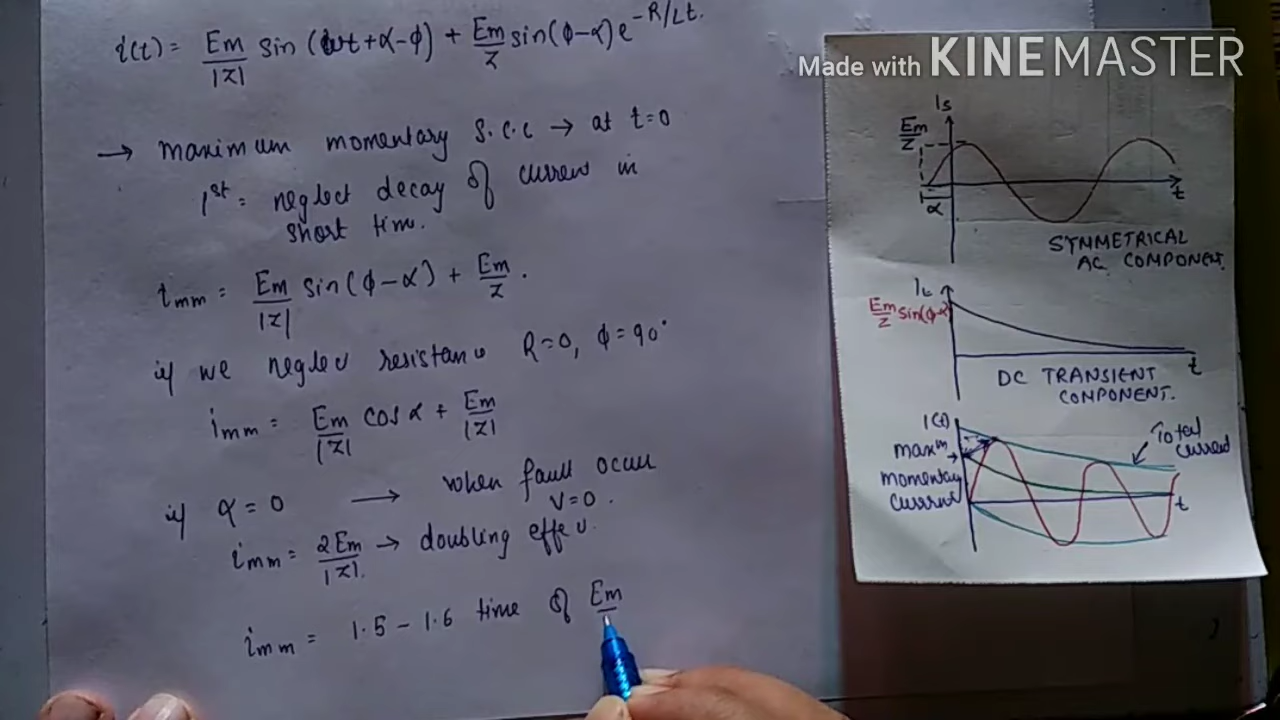 i(t) = Em/|Z| sin (wt+α-ϕ) + Em/Z sin(ϕ-α) e^-R/Lt.
→ maximum momentary S.C.C → at t=0
1st = neglect decay of current in
short time.
imm = Em/|Z| sin(ϕ-α) + Em/Z .
if we neglect resistance R=0, ϕ=90°
imm = Em/|Z| cos α + Em/|Z|
if α = 0 → when fault occur
V=0 .
imm = 2Em/|Z|. → doubling effect.
imm = 1.5 - 1.6 time of Em
Made with KINEMASTER
Is
Em/Z
α
t
SYMMETRICAL
AC COMPONENT.
It
Em/Z sin(ϕ-α)
t
DC TRANSIENT
COMPONENT.
I(t)
maxm
momentary
current
Total
current
t